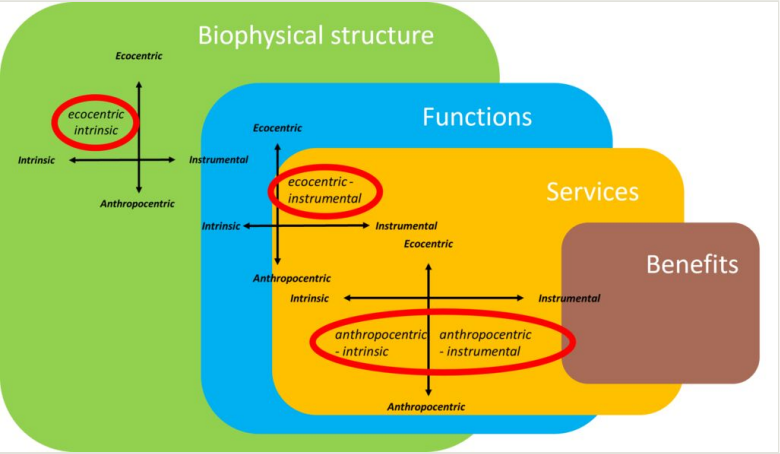 Biophysical structure
Ecocentric
ecocentric
intrinsic
Intrinsic
Instrumental
Anthropocentric
Functions
Ecocentric
ecocentric -
instrumental
Intrinsic
Instrumental
Anthropocentric
Services
Ecocentric
Intrinsic
Instrumental
anthropocentric
- intrinsic
anthropocentric
- instrumental
Anthropocentric
Benefits